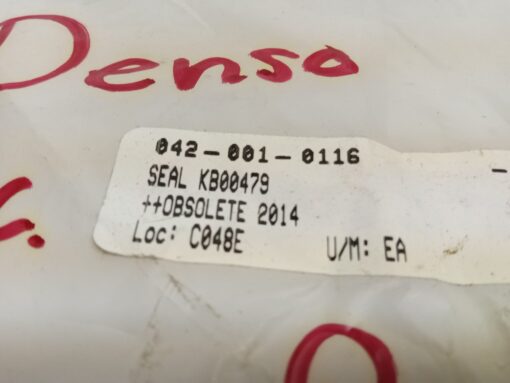 Denso
042-001-0116
SEAL KB00479
++OBSOLETE 2014
Loc: C048E U/M: EA